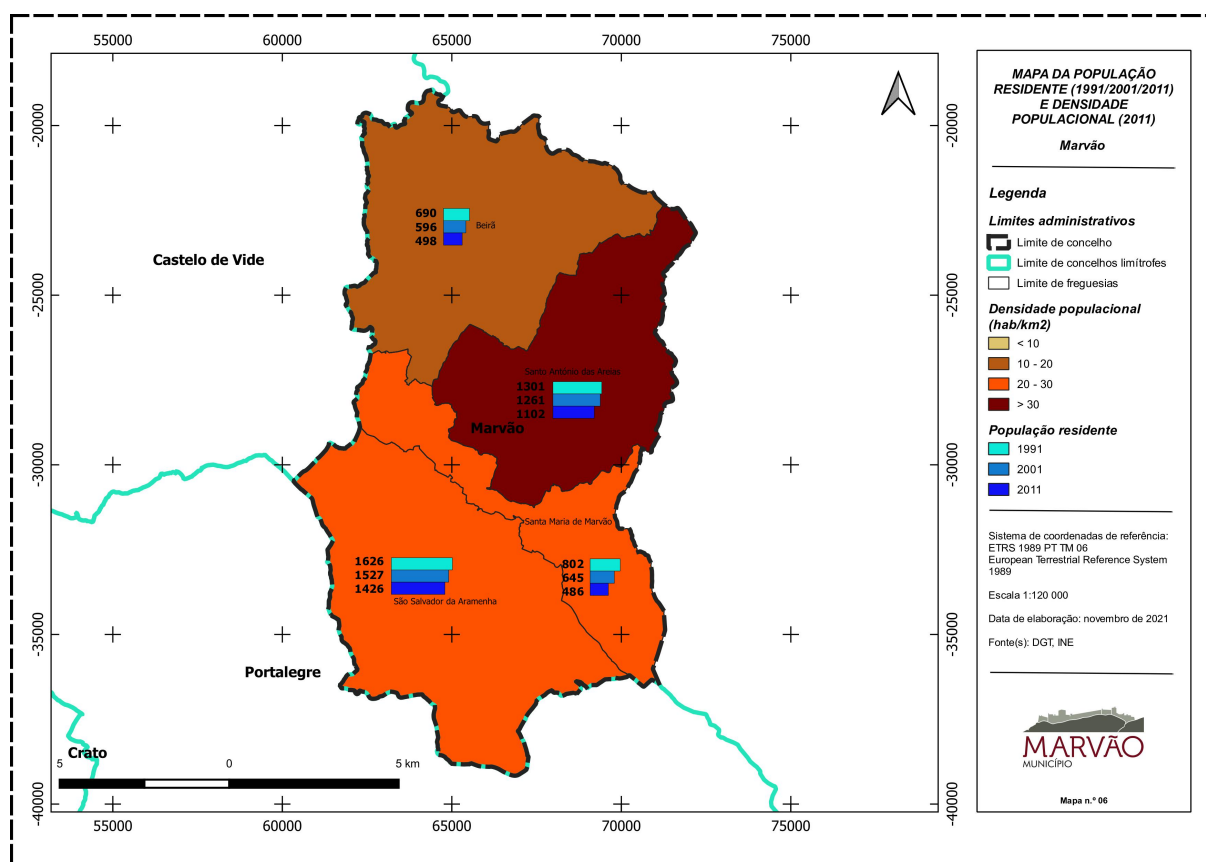 55000
60000
65000
70000
75000
-20000
-25000
-30000
-35000
-40000
-20000
-25000
-30000
-35000
-40000
690
596
498
Beirã
Castelo de Vide
Santo António das Areias
1301
1261
1102
Marvão
Santa Maria de Marvão
1626
1527
1426
São Salvador da Aramenha
802
645
486
Portalegre
Crato
5
0
5 km
55000
60000
65000
70000
75000
MAPA DA POPULAÇÃO
RESIDENTE (1991/2001/2011)
E DENSIDADE
POPULACIONAL (2011)
Marvão
Legenda
Limites administrativos
Limite de concelho
Limite de concelhos limítrofes
Limite de freguesias
Densidade populacional
(hab/km2)
< 10
10 - 20
20 - 30
> 30
População residente
1991
2001
2011
Sistema de coordenadas de referência:
ETRS 1989 PT TM 06
European Terrestrial Reference System
1989
Escala 1:120 000
Data de elaboração: novembro de 2021
Fonte(s): DGT, INE
MARVÃO
MUNICÍPIO
Mapa n.º 06